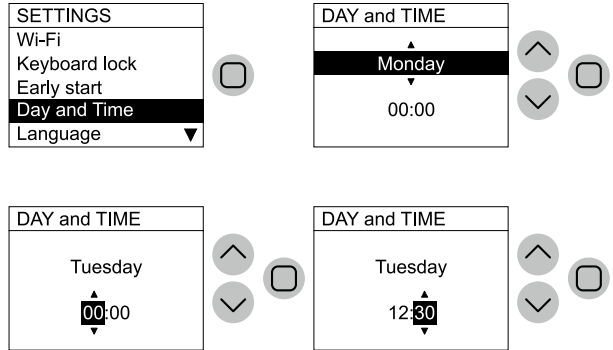 SETTINGS
Wi-Fi
Keyboard lock
Early start
Day and Time
Language
DAY and TIME
Monday
00:00
DAY and TIME
Tuesday
00:00
DAY and TIME
Tuesday
12:30